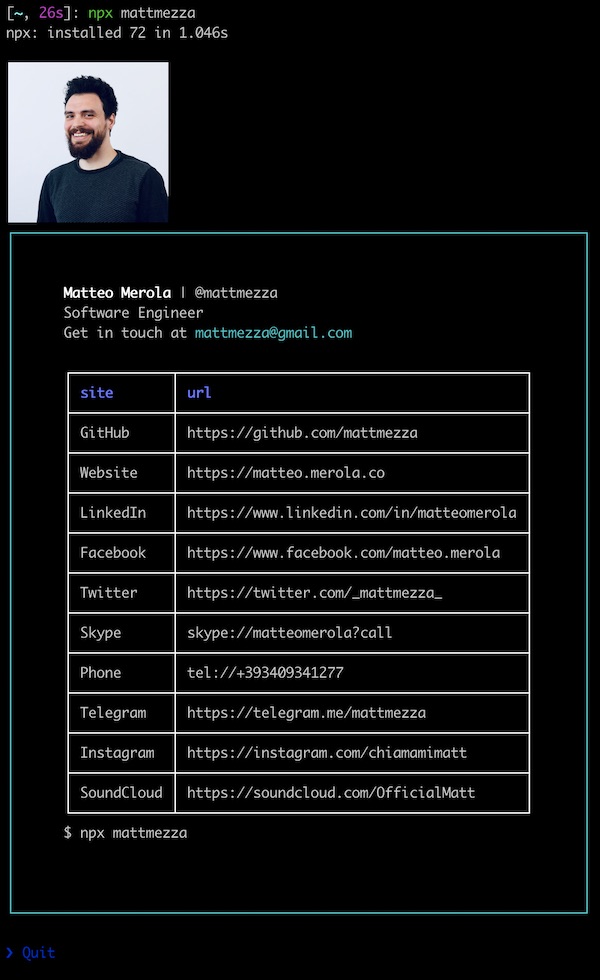 [~, 26s]: npx mattmezza
npx: installed 72 in 1.046s
Matteo Merola | @mattmezza
Software Engineer
Get in touch at mattmezza@gmail.com
site url
GitHub https://github.com/mattmezza
Website https://matteo.merola.co
LinkedIn https://www.linkedin.com/in/matteomerola
Facebook https://www.facebook.com/matteo.merola
Twitter https://twitter.com/_mattmezza_
Skype skype://matteomerola?call
Phone tel://+393409341277
Telegram https://telegram.me/mattmezza
Instagram https://instagram.com/chiamamimatt
SoundCloud https://soundcloud.com/OfficialMatt
$ npx mattmezza
❯ Quit